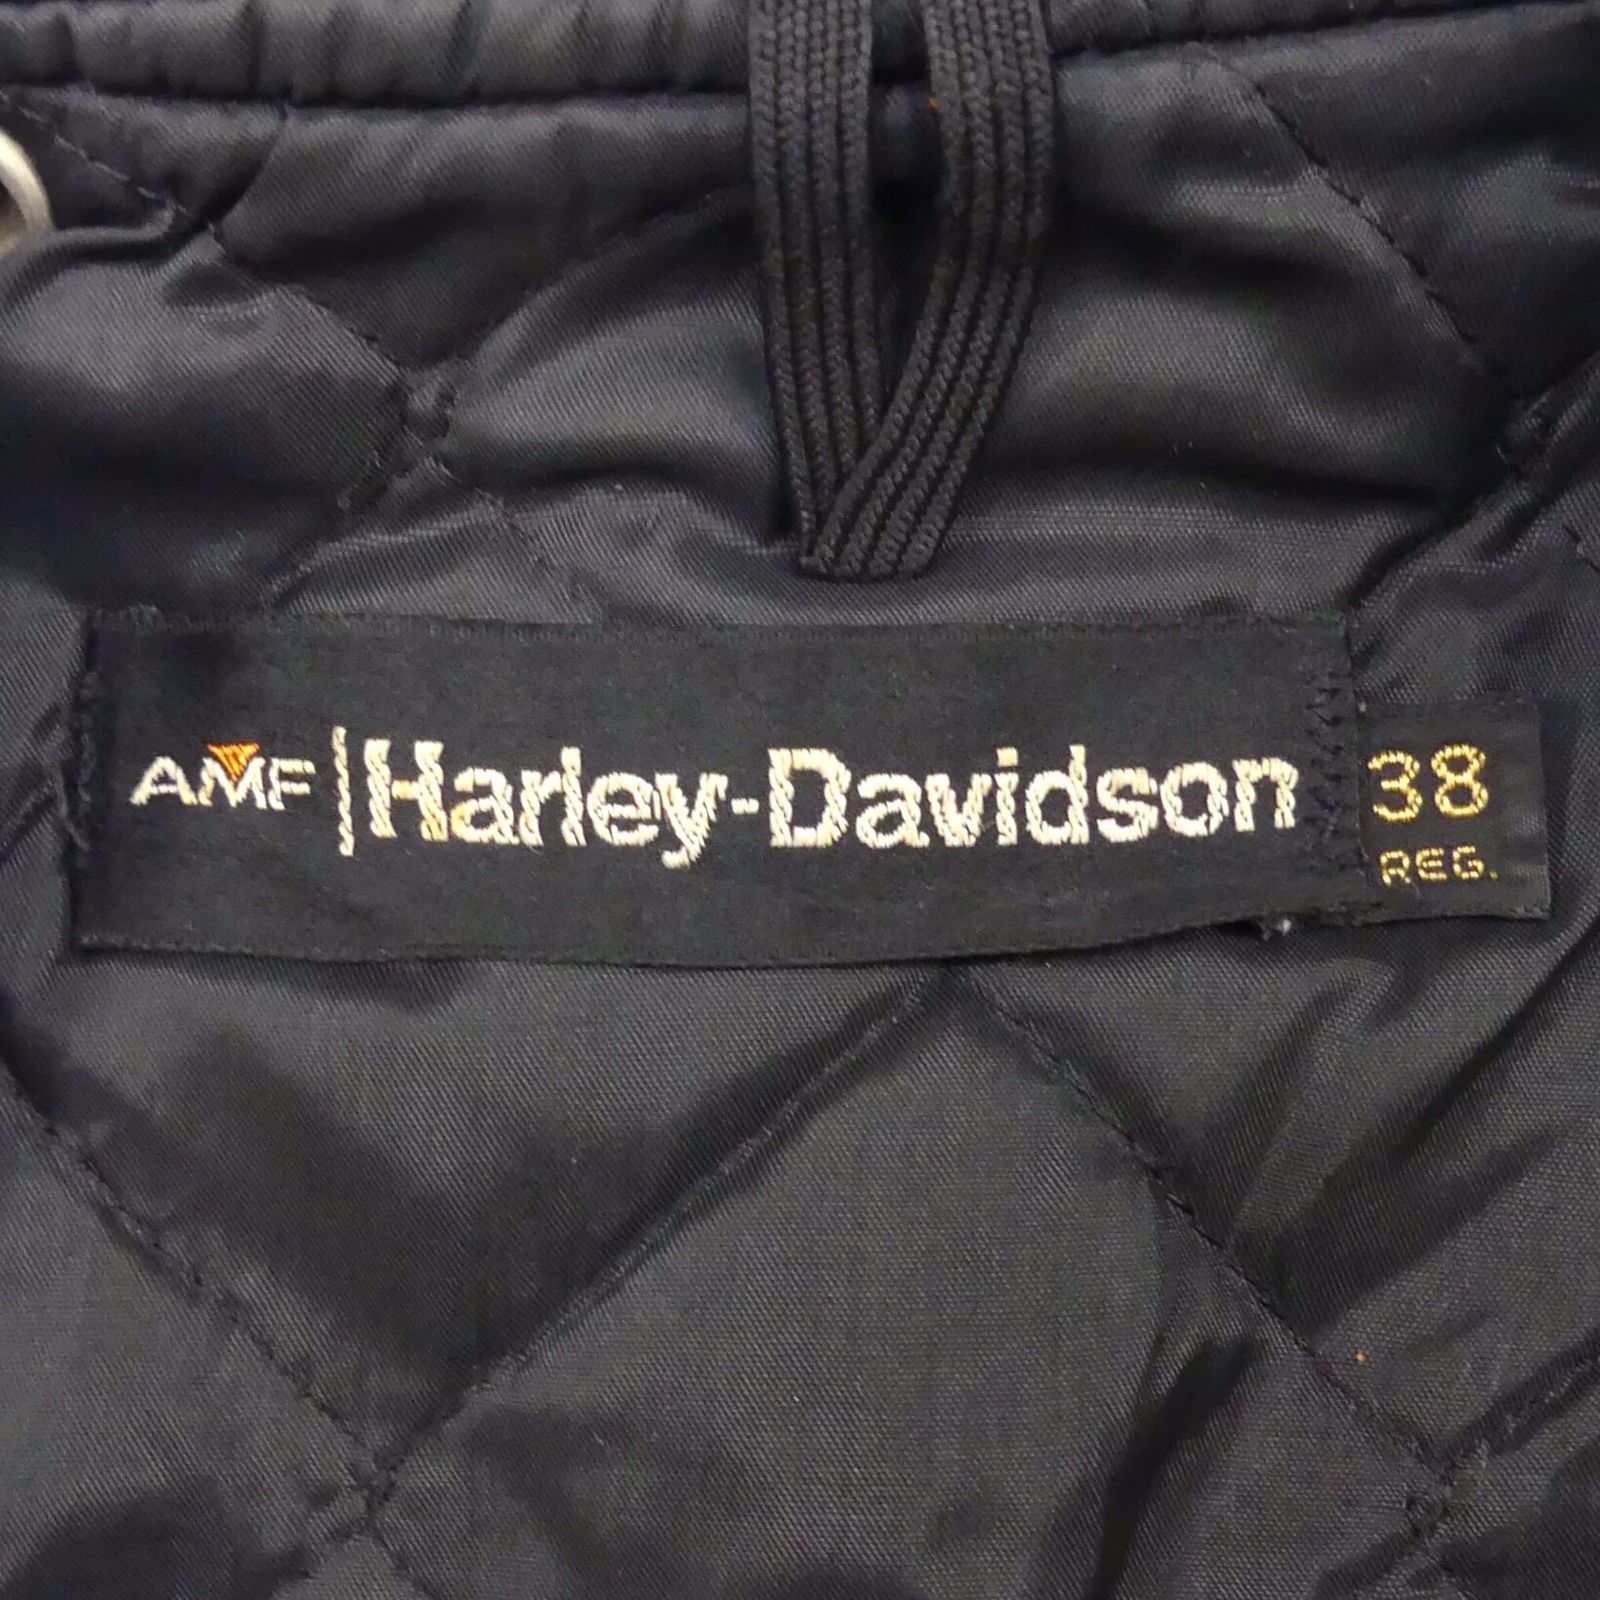 AMF | Harley-Davidson
38
REG.